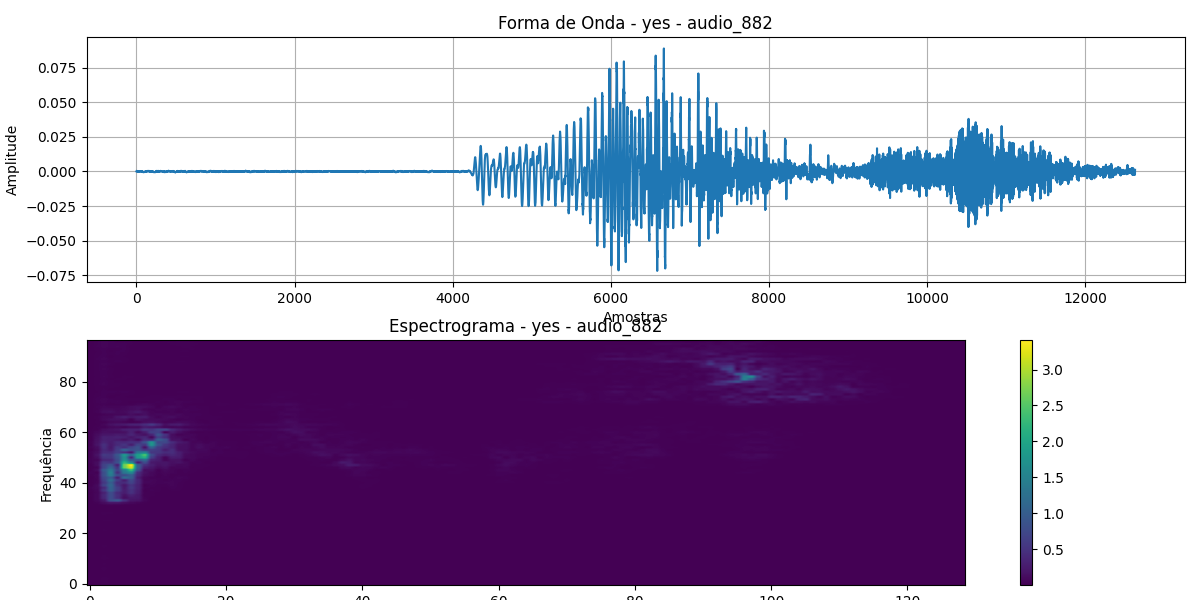 Forma de Onda - yes - audio_882
Amplitude
0.075
0.050
0.025
0.000
−0.025
−0.050
−0.075
0 2000 4000 6000 8000 10000 12000
Amostras
Espectrograma - yes - audio_882
Frequência
80
60
40
20
0
0 20 40 60 80 100 120
3.0
2.5
2.0
1.5
1.0
0.5